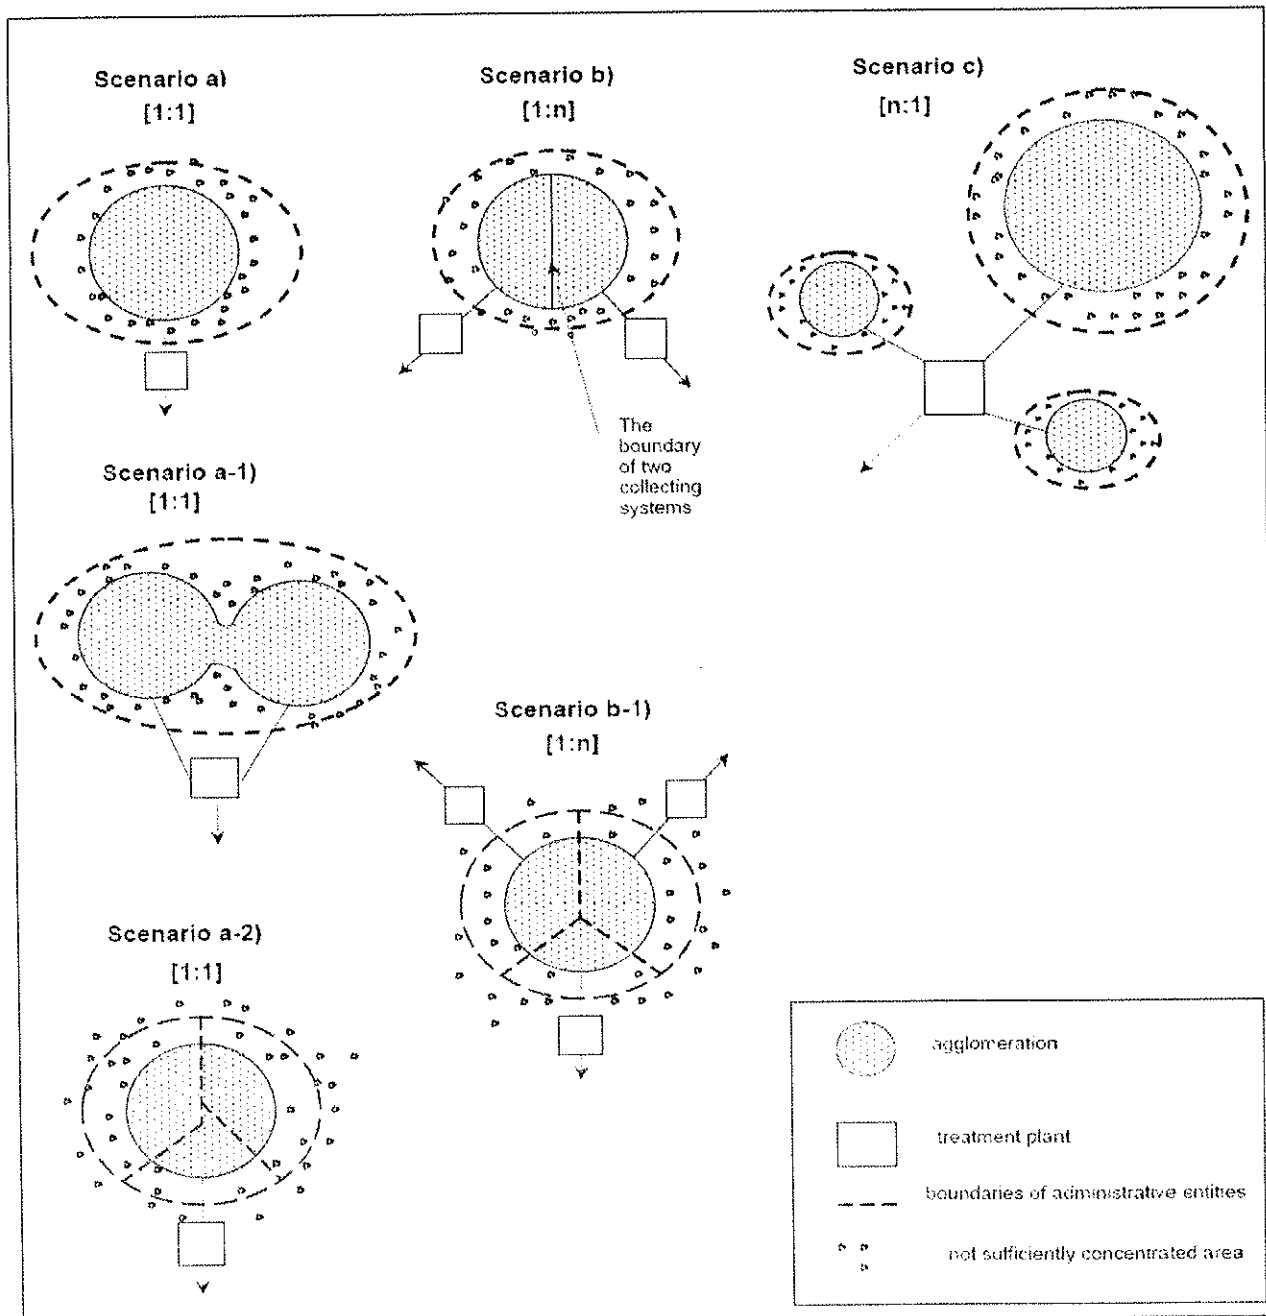 Scenario a)
[1:1]
Scenario b)
[1:n]
Scenario c)
[n:1]
The
boundary
of two
collecting
systems
Scenario a-1)
[1:1]
Scenario b-1)
[1:n]
Scenario a-2)
[1:1]
agglomeration
treatment plant
boundaries of administrative entities
not sufficiently concentrated area